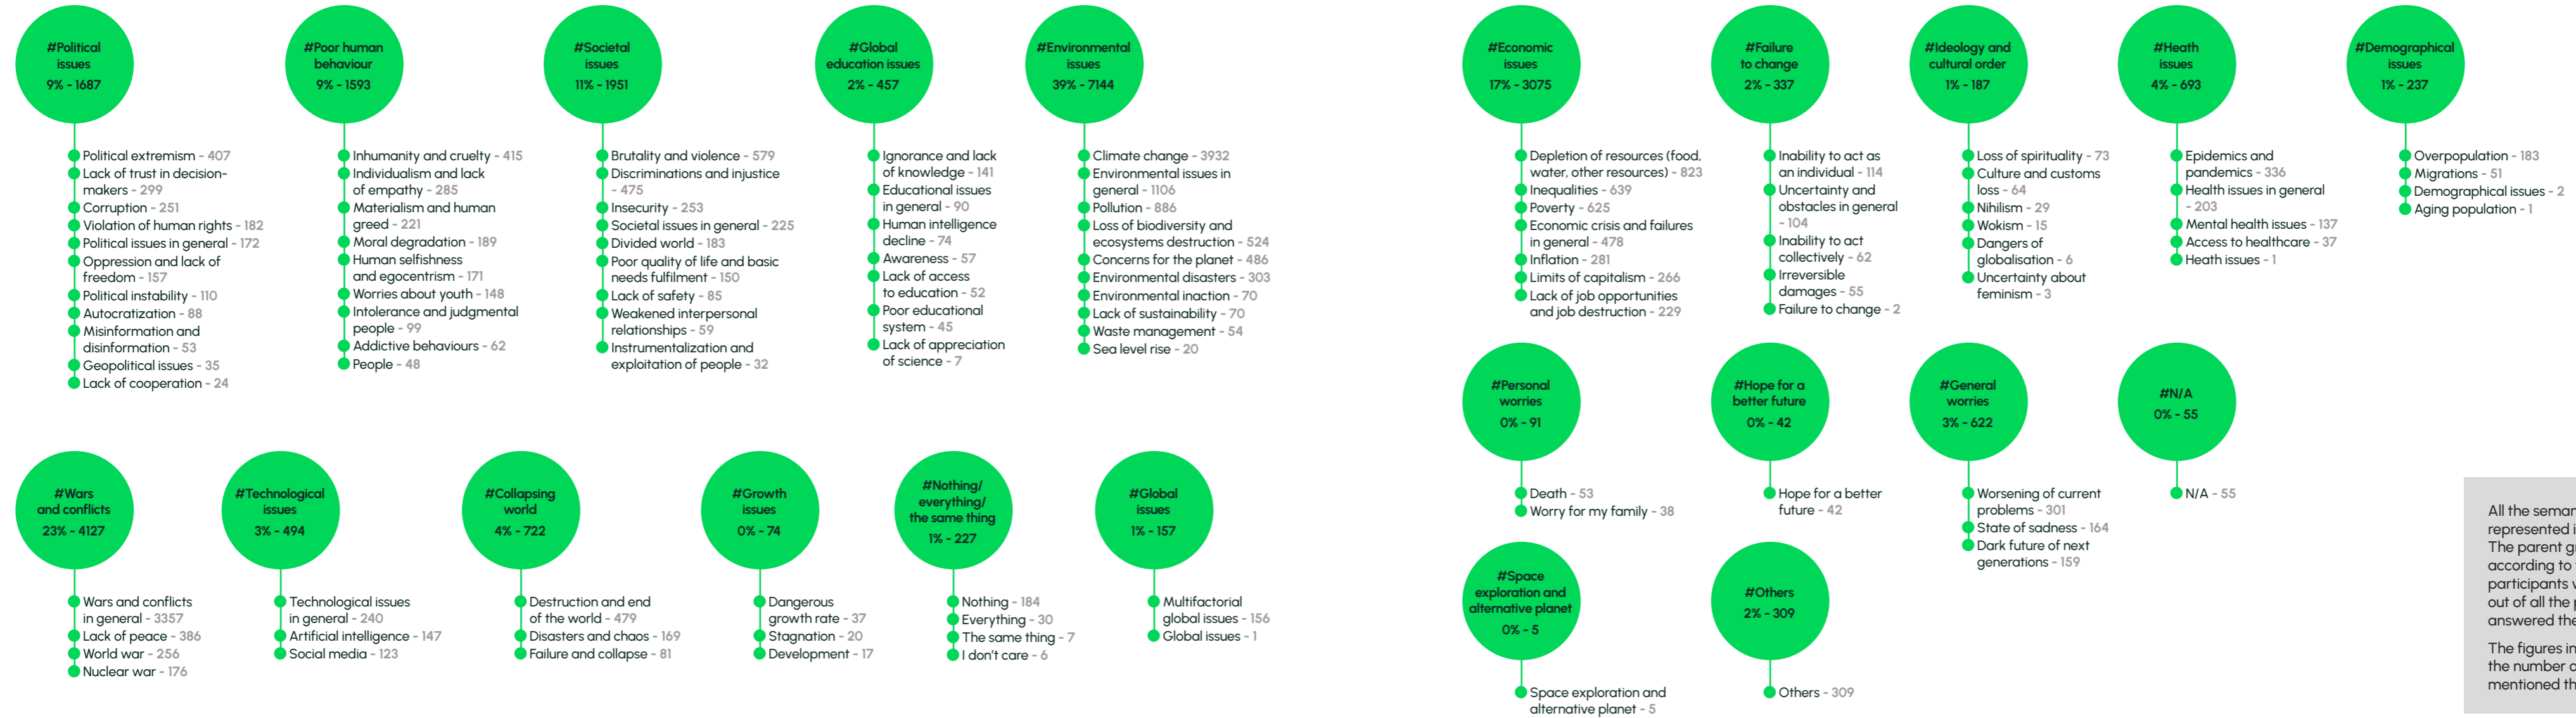 #Political
issues
9% - 1687
Political extremism - 407
Lack of trust in decision-
makers - 299
Corruption - 251
Violation of human rights - 182
Political issues in general - 172
Oppression and lack of
freedom - 157
Political instability - 110
Autocratization - 88
Misinformation and
disinformation - 53
Geopolitical issues - 35
Lack of cooperation - 24
#Poor human
behaviour
9% - 1593
Inhumanity and cruelty - 415
Individualism and lack
of empathy - 285
Materialism and human
greed - 221
Moral degradation - 189
Human selfishness
and egocentrism - 171
Worries about youth - 148
Intolerance and judgmental
people - 99
Addictive behaviours - 62
People - 48
#Societal
issues
11% - 1951
Brutality and violence - 579
Discriminations and injustice
- 475
Insecurity - 253
Societal issues in general - 225
Divided world - 183
Poor quality of life and basic
needs fulfilment - 150
Lack of safety - 85
Weakened interpersonal
relationships - 59
Instrumentalization and
exploitation of people - 32
#Global
education issues
2% - 457
Ignorance and lack
of knowledge - 141
Educational issues
in general - 90
Human intelligence
decline - 74
Awareness - 57
Lack of access
to education - 52
Poor educational
system - 45
Lack of appreciation
of science - 7
#Environmental
issues
39% - 7144
Climate change - 3932
Environmental issues in
general - 1106
Pollution - 886
Loss of biodiversity and
ecosystems destruction - 524
Concerns for the planet - 486
Environmental disasters - 303
Environmental inaction - 70
Lack of sustainability - 70
Waste management - 54
Sea level rise - 20
#Economic
issues
17% - 3075
Depletion of resources (food,
water, other resources) - 823
Inequalities - 639
Poverty - 625
Economic crisis and failures
in general - 478
Inflation - 281
Limits of capitalism - 266
Lack of job opportunities
and job destruction - 229
#Failure
to change
2% - 337
Inability to act as
an individual - 114
Uncertainty and
obstacles in general
- 104
Inability to act
collectively - 62
Irreversible
damages - 55
Failure to change - 2
#Ideology and
cultural order
1% - 187
Loss of spirituality - 73
Culture and customs
loss - 64
Nihilism - 29
Wokism - 15
Dangers of
globalisation - 6
Uncertainty about
feminism - 3
#Heath
issues
4% - 693
Epidemics and
pandemics - 336
Health issues in general
- 203
Mental health issues - 137
Access to healthcare - 37
Heath issues - 1
#Demographical
issues
1% - 237
Overpopulation - 183
Migrations - 51
Demographical issues - 2
Aging population - 1
#Wars
and conflicts
23% - 4127
Wars and conflicts
in general - 3357
Lack of peace - 386
World war - 256
Nuclear war - 176
#Technological
issues
3% - 494
Technological issues
in general - 240
Artificial intelligence - 147
Social media - 123
#Collapsing
world
4% - 722
Destruction and end
of the world - 479
Disasters and chaos - 169
Failure and collapse - 81
#Growth
issues
0% - 74
Dangerous
growth rate - 37
Stagnation - 20
Development - 17
#Nothing/
everything/
the same thing
1% - 227
Nothing - 184
Everything - 30
The same thing - 7
I don't care - 6
#Global
issues
1% - 157
Multifactorial
global issues - 156
Global issues - 1
#Personal
worries
0% - 91
Death - 53
Worry for my family - 38
#Hope for a
better future
0% - 42
Hope for a better
future - 42
#General
worries
3% - 622
Worsening of current
problems - 301
State of sadness - 164
Dark future of next
generations - 159
#N/A
0% - 55
N/A - 55
#Space
exploration and
alternative planet
0% - 5
Space exploration and
alternative planet - 5
#Others
2% - 309
Others - 309
All the
represented
The parent
according to
participants
out of all the
answered
The figures in
the number
mentioned